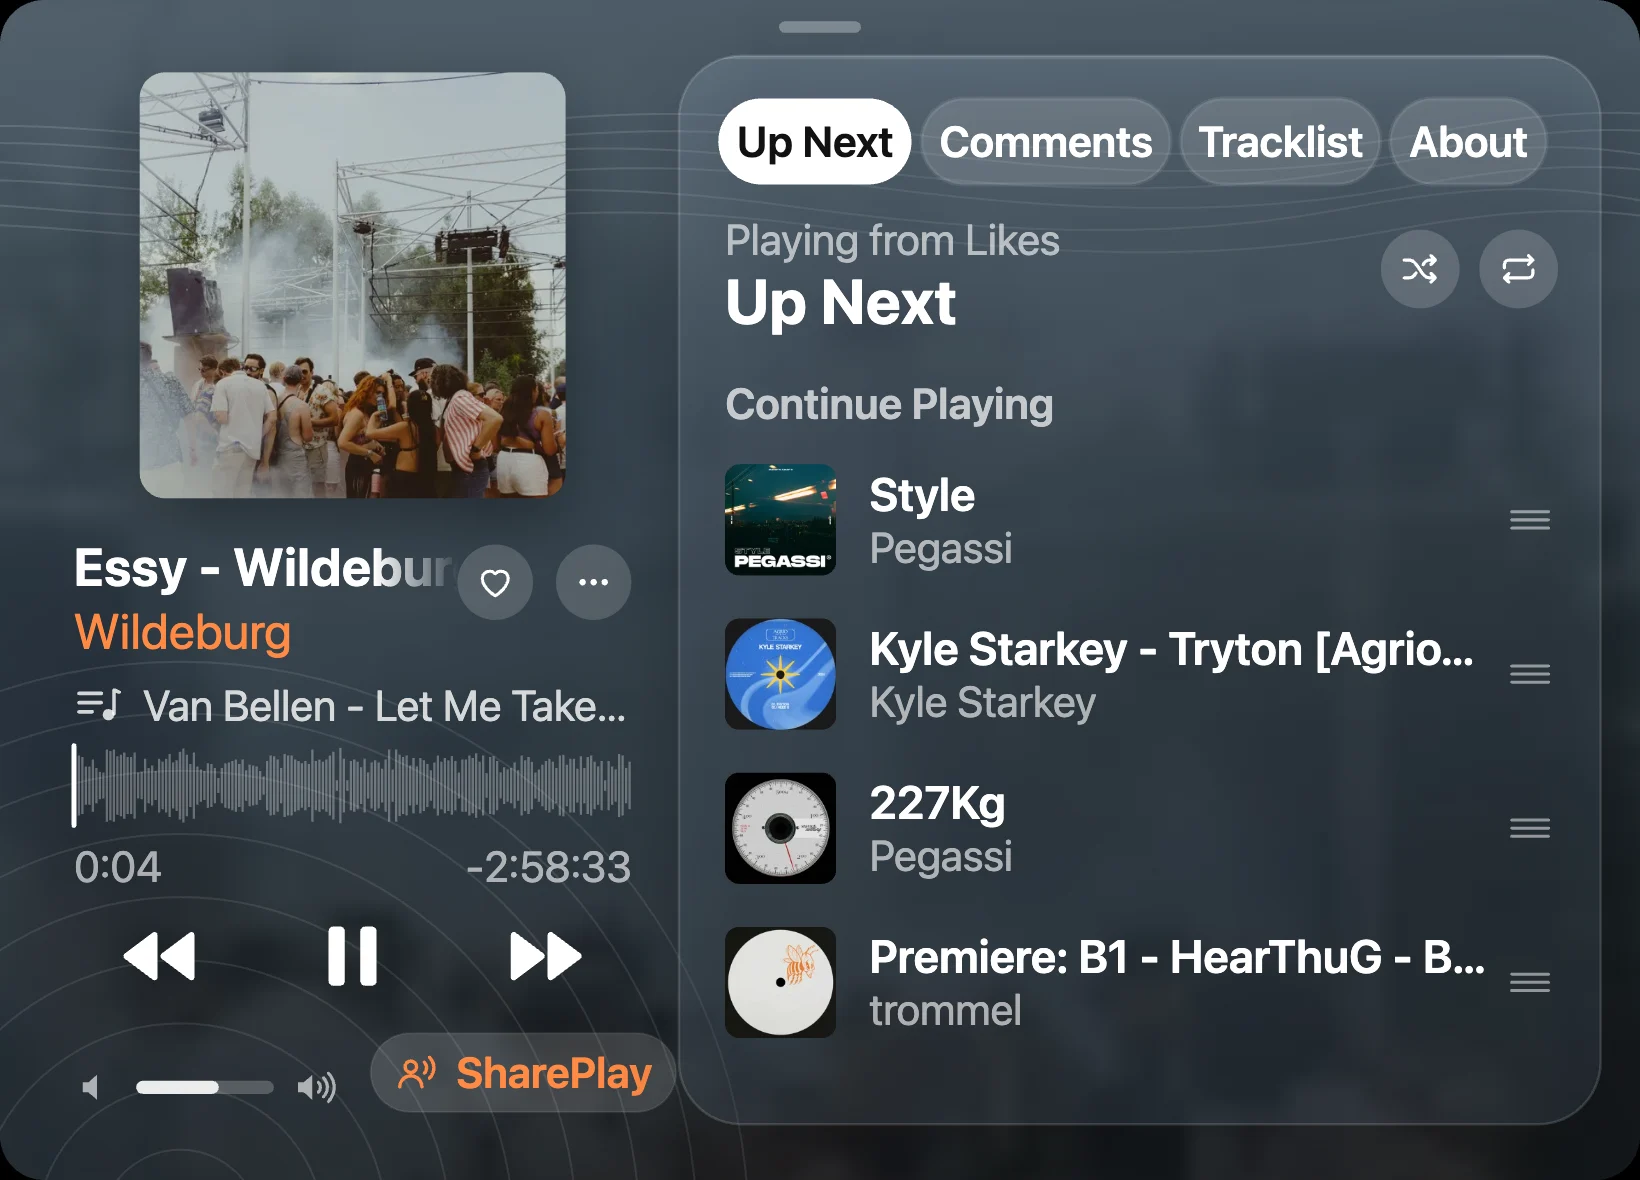 Essy - Wildebur
Wildeburg
Van Bellen - Let Me Take...
0:04
-2:58:33
SharePlay
Up Next
Comments
Tracklist
About
Playing from Likes
Up Next
Continue Playing
STYLE
PEGASSI
Style
Pegassi
KYLE STARKEY
Kyle Starkey - Tryton [Agrio...
Kyle Starkey
227Kg
Pegassi
Premiere: B1 - HearThuG - B...
trommel